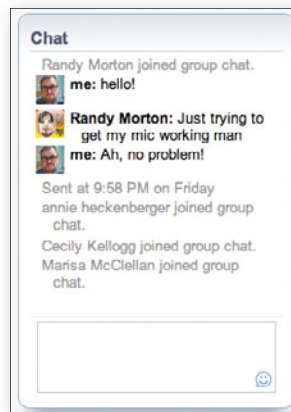 Chat
Randy Morton joined group chat.
me: hello!
Randy Morton: Just trying to
get my mic working man
me: Ah, no problem!
Sent at 9:58 PM on Friday
annie heckenberger joined group
chat.
Cecily Kellogg joined group chat.
Marisa McClellan joined group
chat.